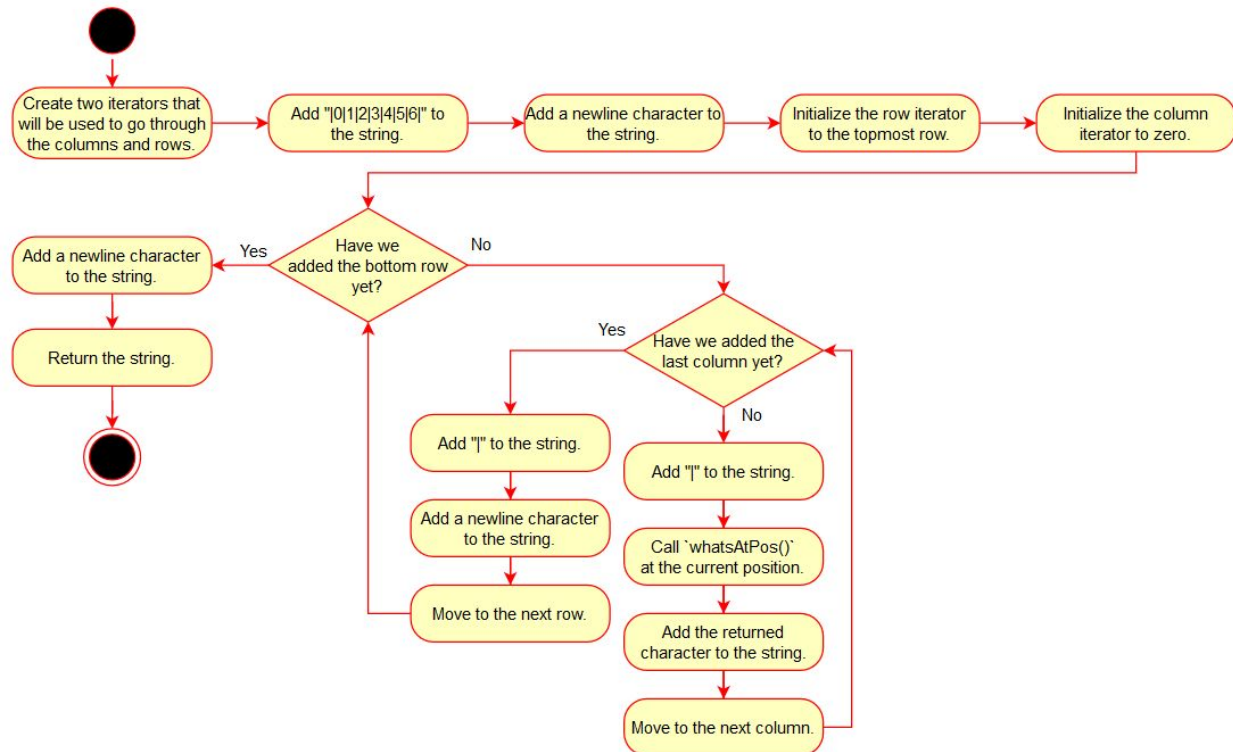 Create two iterators that
will be used to go through
the columns and rows.
Add "|0|1|2|3|4|5|6|" to
the string.
Add a newline character to
the string.
Initialize the row iterator
to the topmost row.
Initialize the column
iterator to zero.
Have we
added the bottom row
yet?
Yes
No
Add a newline character
to the string.
Return the string.
Have we added the
last column yet?
Yes
No
Add "|" to the string.
Add a newline character
to the string.
Move to the next row.
Add "|" to the string.
Call `whatsAtPos()`
at the current position.
Add the returned
character to the string.
Move to the next column.